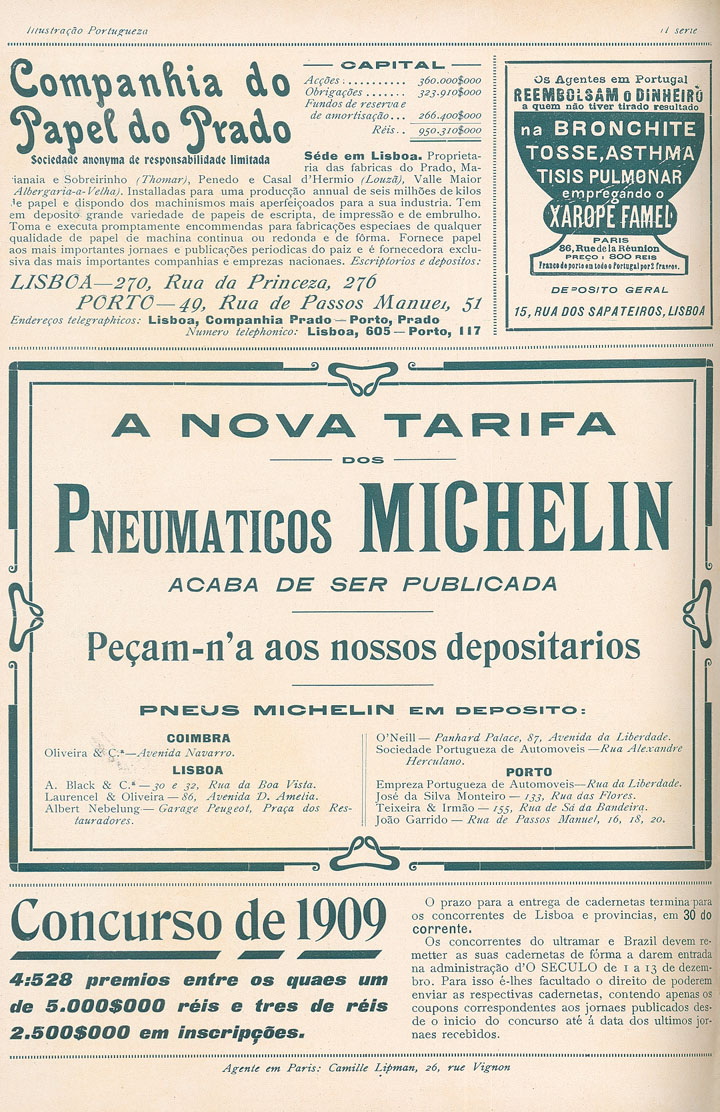 Illustração Portugueza
II serie
Companhia do
Papel do Prado
Sociedade anonyma de responsabilidade limitada
CAPITAL
Acções: .......... 360.000$000
Obrigações ....... 323.910$000
Fundos de reserva e
de amortisação... 266.400$000
Réis.. 950.310$000
Séde em Lisboa. Proprieta-
ria das fabricas do Prado, Ma-
rianaia e Sobreirinho (Thomar), Penedo e Casal d'Hermio (Louzã), Valle Maior
Albergaria-a-Velha). Installadas para uma producção annual de seis milhões de kilos
de papel e dispondo dos machinismos mais aperfeiçoados para a sua industria. Tem
em deposito grande variedade de papeis de escripta, de impressão e de embrulho.
Toma e executa promptamente encommendas para fabricações especiaes de qualquer
qualidade de papel de machina continua ou redonda e de fôrma. Fornece papel
aos mais importantes jornaes e publicações periodicas do paiz e é fornecedora exclu-
siva das mais importantes companhias e empresas nacionaes. Escriptorios e depositos:
LISBOA—270, Rua da Princeza, 276
PORTO—49, Rua de Passos Manuel, 51
Endereços telegraphicos: Lisboa, Companhia Prado—Porto, Prado
Numero telephonico: Lisboa, 605—Porto, 117
Os Agentes em Portugal
REEMBOLSAM o DINHEIRO
a quem não tiver tirado resultado
na BRONCHITE
TOSSE, ASTHMA
TISIS PULMONAR
empregando o
XAROPE FAMEL
PARIS
86, Rue de la Réunion
PREÇO : 800 REIS
Franco de porte em todo o Portugal por 2 frascos.
DEPOSITO GERAL
15, RUA DOS SAPATEIROS, LISBOA
A NOVA TARIFA
DOS
PNEUMATICOS MICHELIN
ACABA DE SER PUBLICADA
Peçam-n'a aos nossos depositarios
PNEUS MICHELIN EM DEPOSITO:
COIMBRA
Oliveira & C.ª—Avenida Navarro.
LISBOA
A. Black & C.ª—30 e 32, Rua da Boa Vista.
Laurencel & Oliveira—86, Avenida D. Amelia.
Albert Nebelung—Garage Peugeot, Praça dos Res-
tauradores.
O'Neill—Panhard Palace, 87, Avenida da Liberdade.
Sociedade Portugueza de Automoveis—Rua Alexandre
Herculano.
PORTO
Empreza Portugueza de Automoveis—Rua da Liberdade.
José da Silva Monteiro—133, Rua das Flores.
Teixeira & Irmão—155, Rua de Sá da Bandeira.
João Garrido—Rua de Passos Manuel, 16, 18, 20.
Concurso de 1909
4:528 premios entre os quaes um
de 5.000$000 réis e tres de réis
2.500$000 em inscripções.
O prazo para a entrega de cadernetas termina para
os concorrentes de Lisboa e provincias, em 30 do
corrente.
Os concorrentes do ultramar e Brazil devem re-
metter as suas cadernetas de fórma a darem entrada
na administração d'O SECULO de 1 a 13 de dezem-
bro. Para isso é-lhes facultado o direito de poderem
enviar as respectivas cadernetas, contendo apenas os
coupons correspondentes aos jornaes publicados des-
de o inicio do concurso até á data dos ultimos jor-
naes recebidos.
Agente em Paris: Camille Lipman, 26, rue Vignon